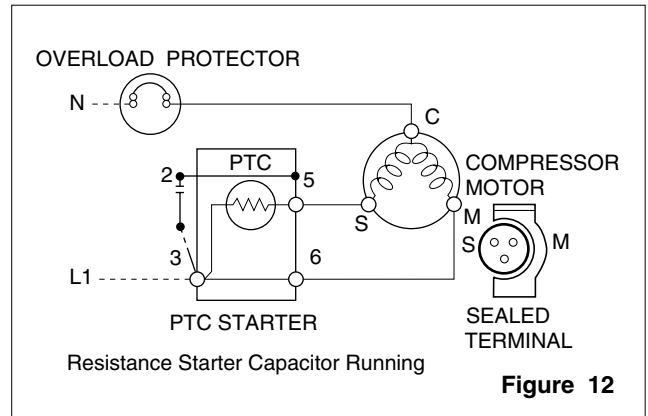 OVERLOAD PROTECTOR
N
C
PTC
2
5
COMPRESSOR
MOTOR
S
M
S
M
3
6
L1
PTC STARTER
SEALED
TERMINAL
Resistance Starter Capacitor Running
Figure 12